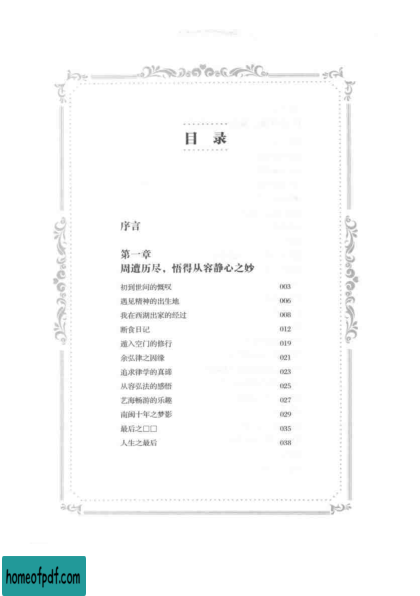 目 录
序言
第一章
周遭历尽，悟得从容静心之妙
初到世间的慨叹 003
遇见精神的出生地 006
我在西湖出家的经过 008
断食日记 012
遁入空门的修行 019
余弘律之因缘 021
追求律学的真谛 023
从容弘法的感悟 025
艺海畅游的乐趣 027
南闽十年之梦影 029
最后之□□ 035
人生之最后 038
homeofpdf.com